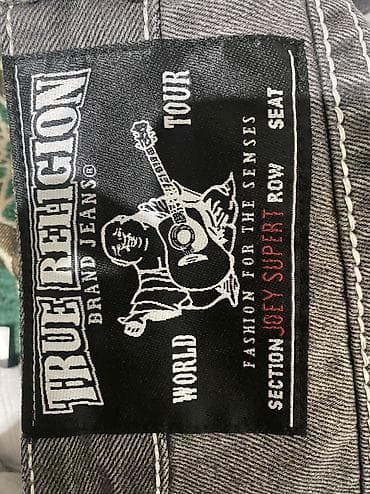 TRUE RELIGION
BRAND JEANS®
WORLD TOUR
FASHION FOR THE SENSES
SECTION JOEY SUPERT ROW SEAT